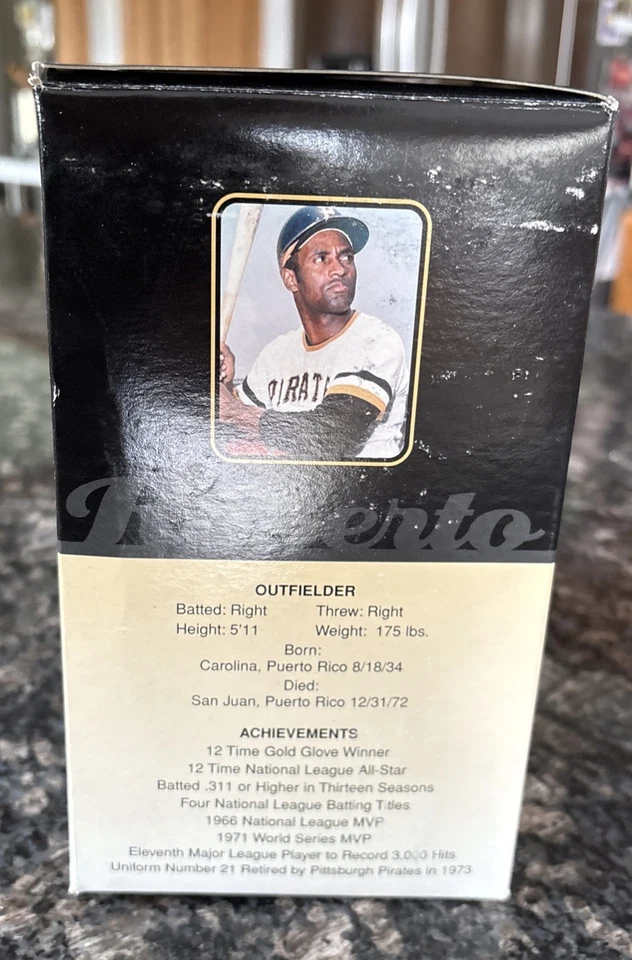 PIRAT
Roberto
OUTFIELDER
Batted: Right Threw: Right
Height: 5'11 Weight: 175 lbs.
Born:
Carolina, Puerto Rico 8/18/34
Died:
San Juan, Puerto Rico 12/31/72
ACHIEVEMENTS
12 Time Gold Glove Winner
12 Time National League All-Star
Batted .311 or Higher in Thirteen Seasons
Four National League Batting Titles
1966 National League MVP
1971 World Series MVP
Eleventh Major League Player to Record 3,000 Hits
Uniform Number 21 Retired by Pittsburgh Pirates in 1973